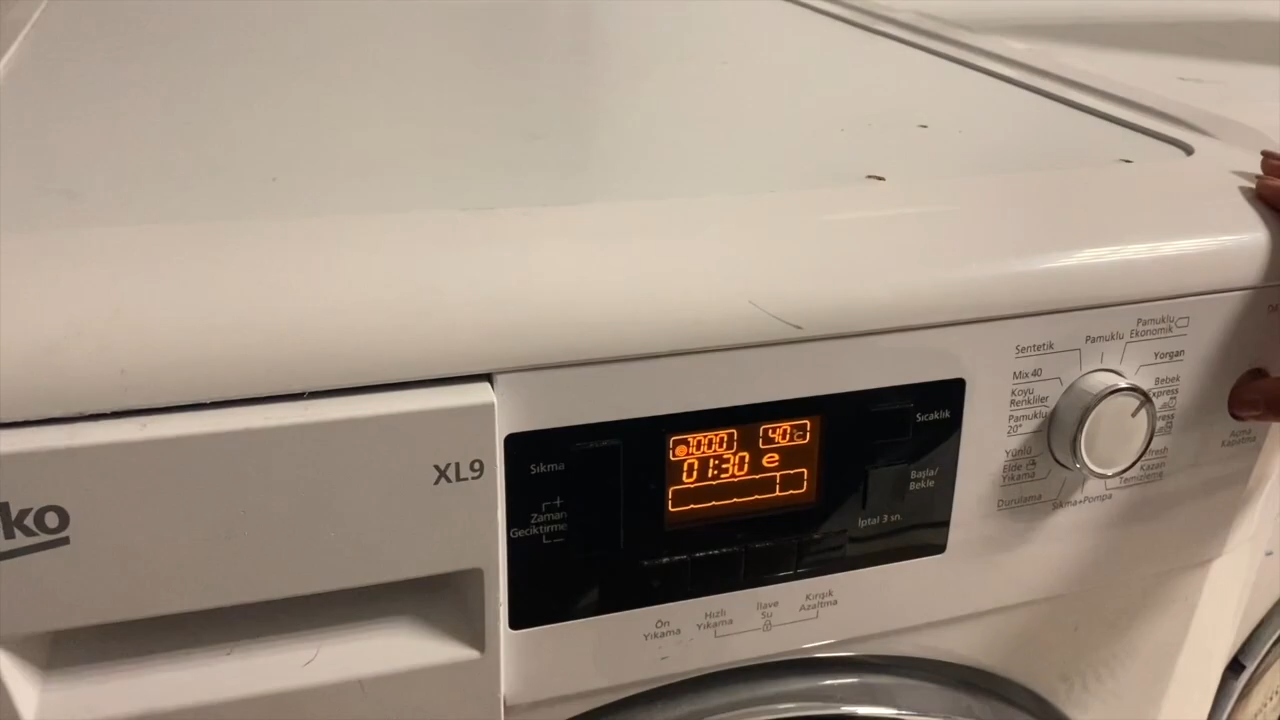 ko
XL9
Sıkma
+
Zaman
Geciktirme
−
1000
40°C
01:30 e
Sıcaklık
Başla/
Bekle
İptal 3 sn.
Ön
Yıkama
Hızlı
Yıkama
İlave
Su
Kırışık
Azaltma
Sentetik
Mix 40
Koyu
Renkliler
Pamuklu
20°
Yünlü
Elde
Yıkama
Durulama
Sıkma+Pompa
Pamuklu
Pamuklu
Ekonomik
Yorgan
Bebek
Express
Kazan
Temizleme
Açma
Kapatma